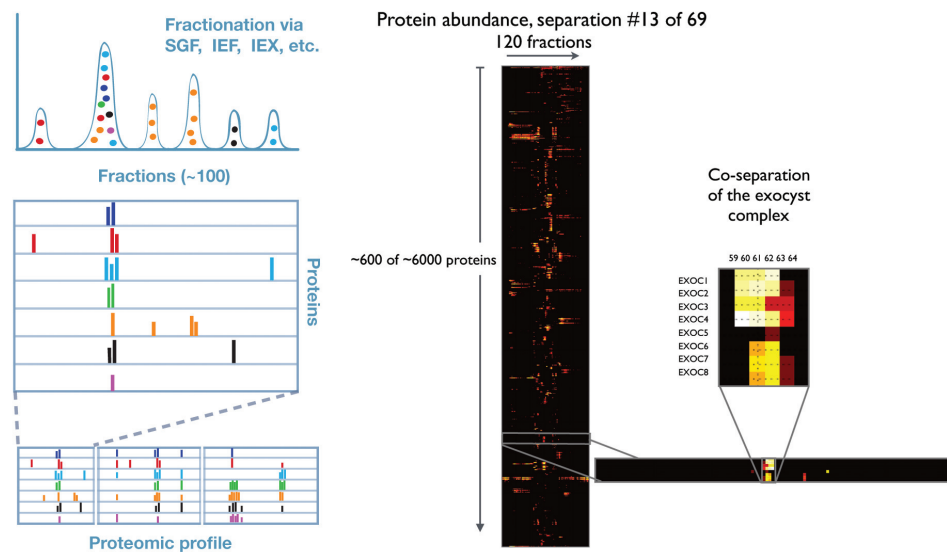 Fractionation via
SGF, IEF, IEX, etc.
Fractions (~100)
Proteins
Proteomic profile
Protein abundance, separation #13 of 69
120 fractions
~600 of ~6000 proteins
Co-separation
of the exocyst
complex
59 60 61 62 63 64
EXOC1
EXOC2
EXOC3
EXOC4
EXOC5
EXOC6
EXOC7
EXOC8